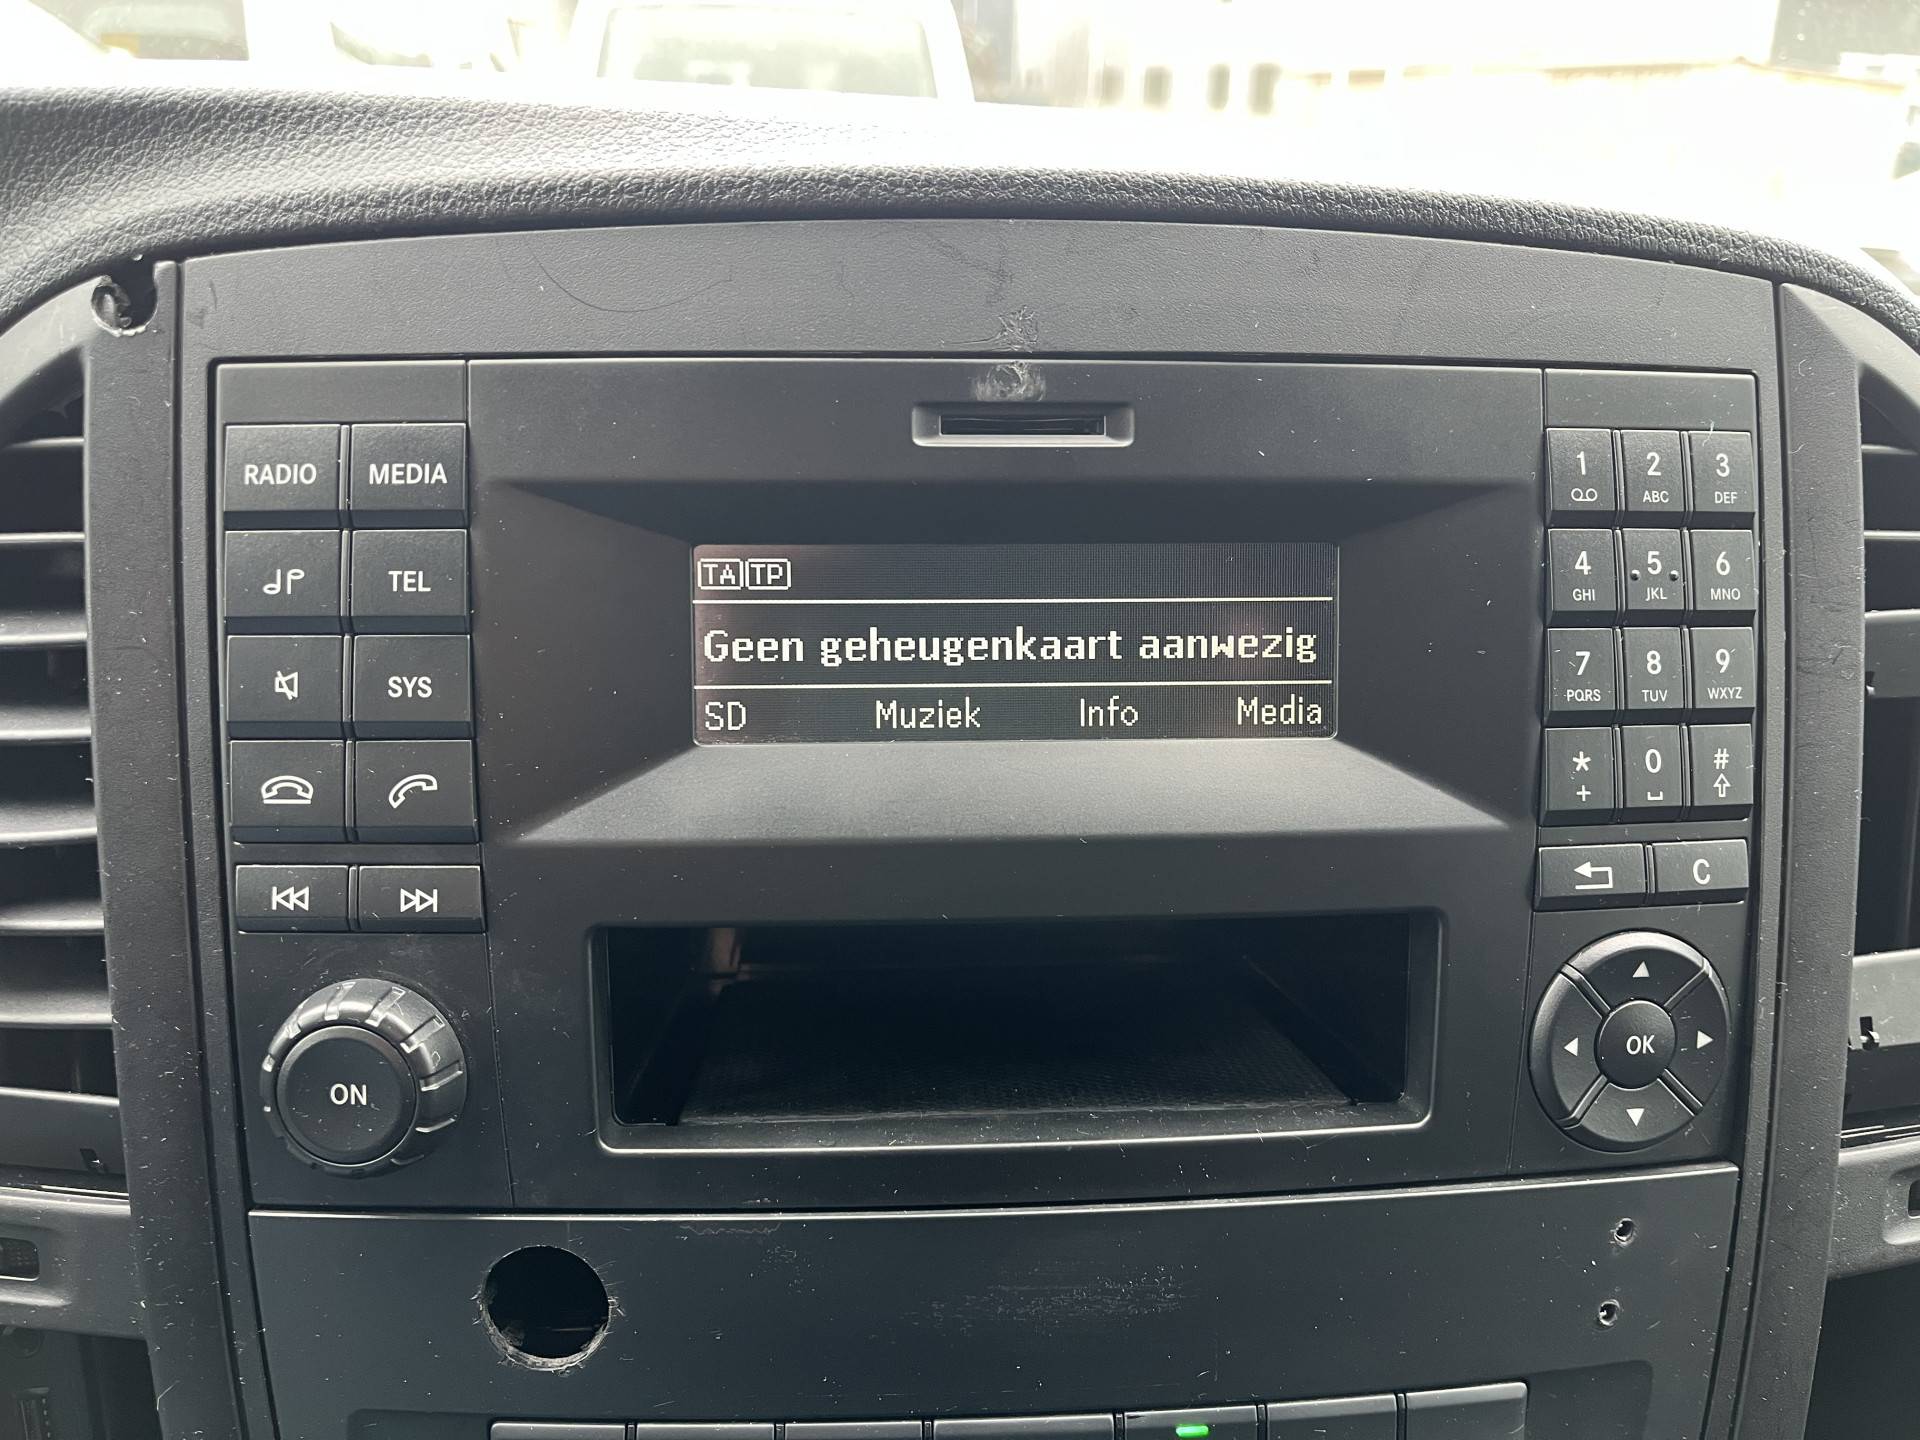 RADIO MEDIA
TEL
SYS
ON
TA TP
Geen geheugenkaart aanwezig
SD Muziek Info Media
1 2 3
ABC DEF
4 5 6
GHI JKL MNO
7 8 9
PQRS TUV WXYZ
* 0 #
+
C
OK